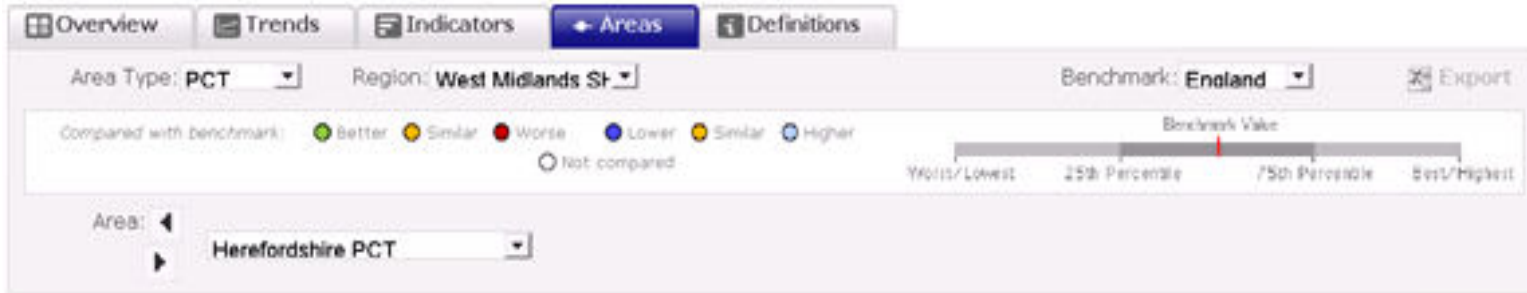 Overview Trends Indicators Areas Definitions
Area Type: PCT Region: West Midlands SH Benchmark: England Export
Compared with benchmark: Better Similar Worse Lower Similar Higher
Not compared
Benchmark Value
Worst/Lowest 25th Percentile 75th Percentile Best/Highest
Area:
Herefordshire PCT